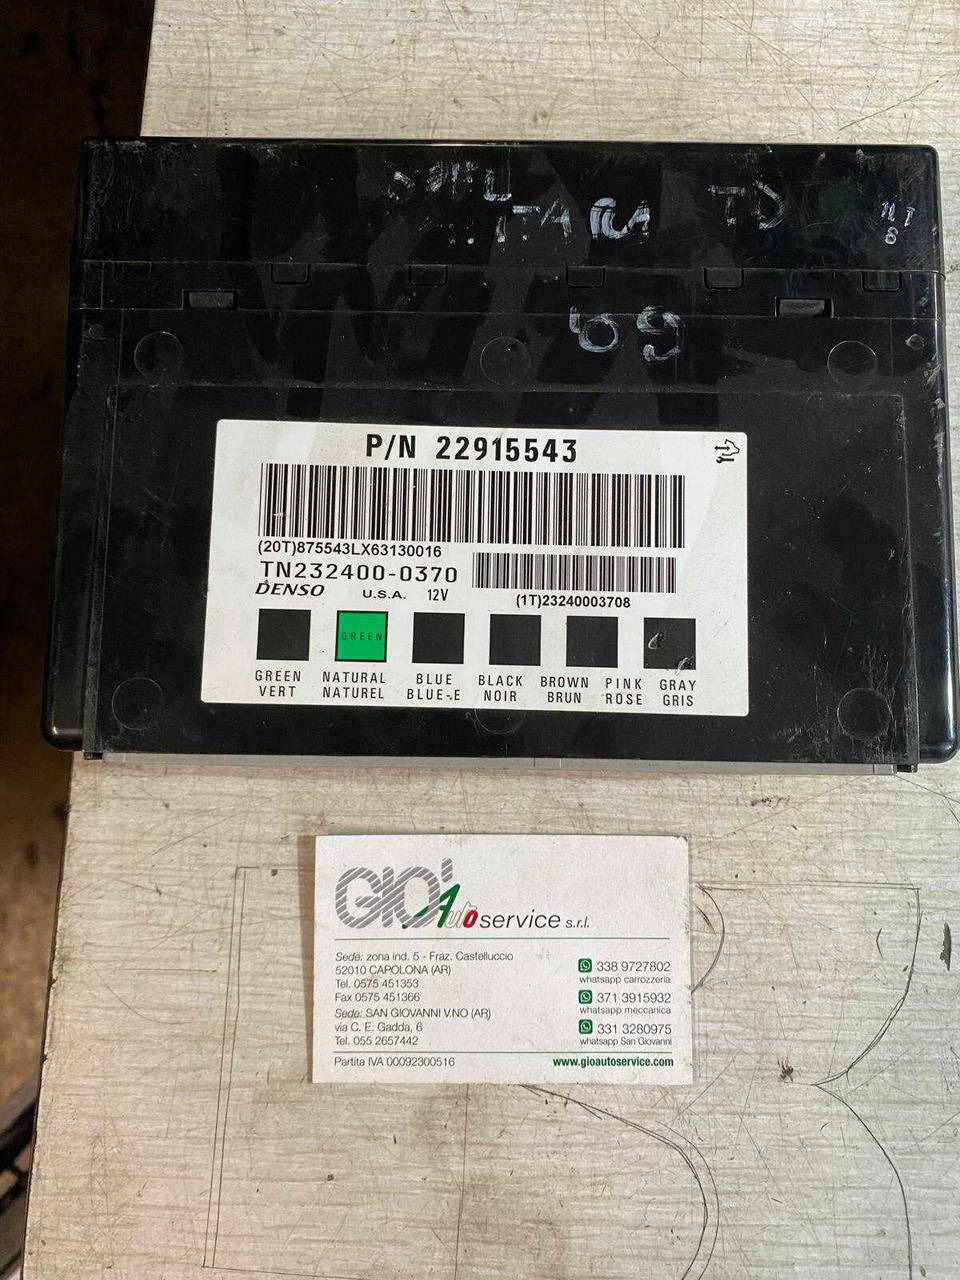 TD
69
P/N 22915543
(20T)875543LX63130016
TN232400-0370
(1T)23240003708
DENSO U.S.A. 12V
GREEN
GREEN VERT
NATURAL NATUREL
BLUE BLUE-E
BLACK NOIR
BROWN BRUN
PINK ROSE
GRAY GRIS
GIO' Autoservice s.r.l.
Sede: zona ind. 5 - Fraz. Castelluccio
52010 CAPOLONA (AR)
Tel. 0575 451353
Fax 0575 451366
Sede: SAN GIOVANNI V.NO (AR)
via C. E. Gadda, 6
Tel. 055 2657442
338 9727802
whatsapp carrozzeria
371 3915932
whatsapp meccanica
331 3280975
whatsapp San Giovanni
Partita IVA 00092300516
www.gioautoservice.com